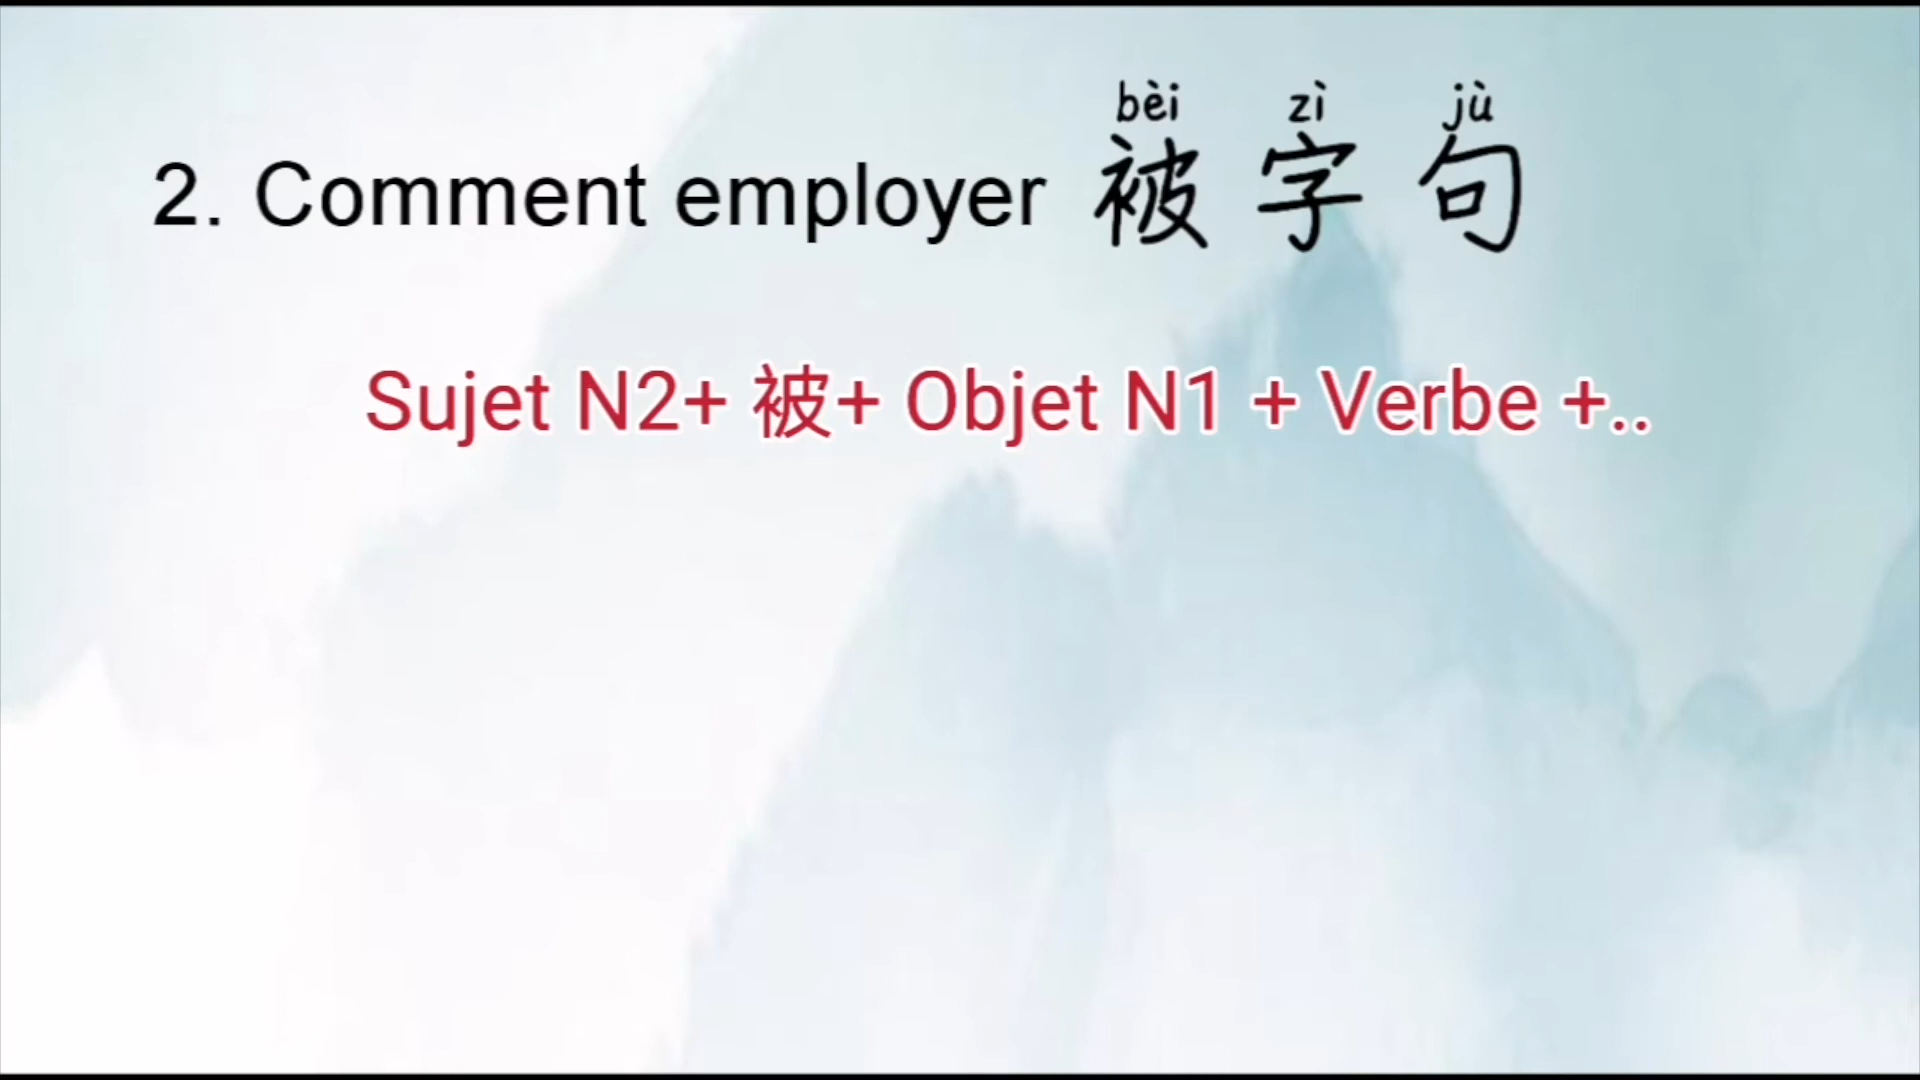 bèi zì jù
2. Comment employer 被字句
Sujet N2+ 被+ Objet N1 + Verbe +..